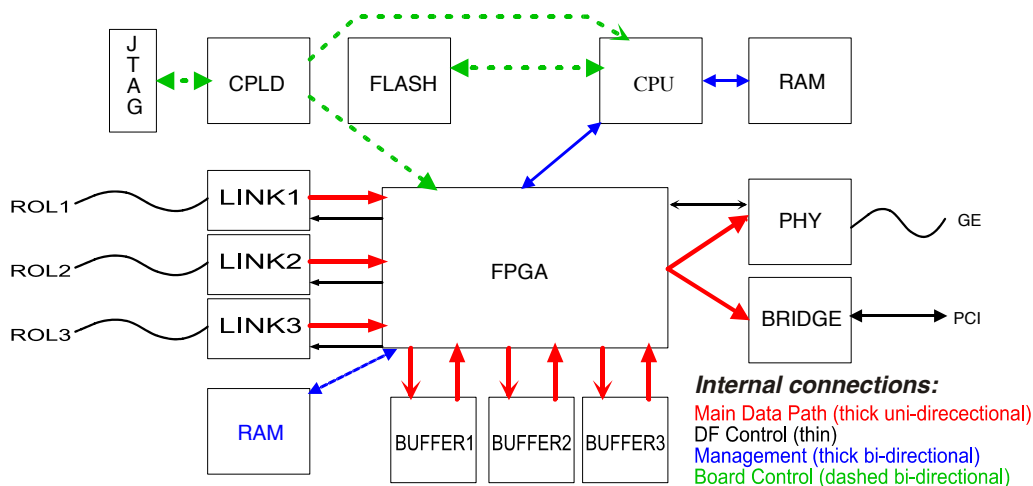 JTAG
CPLD
FLASH
CPU
RAM
ROL1
LINK1
PHY
GE
ROL2
LINK2
FPGA
ROL3
LINK3
BRIDGE
PCI
RAM
BUFFER1
BUFFER2
BUFFER3
Internal connections:
Main Data Path (thick uni-direcectional)
DF Control (thin)
Management (thick bi-directional)
Board Control (dashed bi-directional)